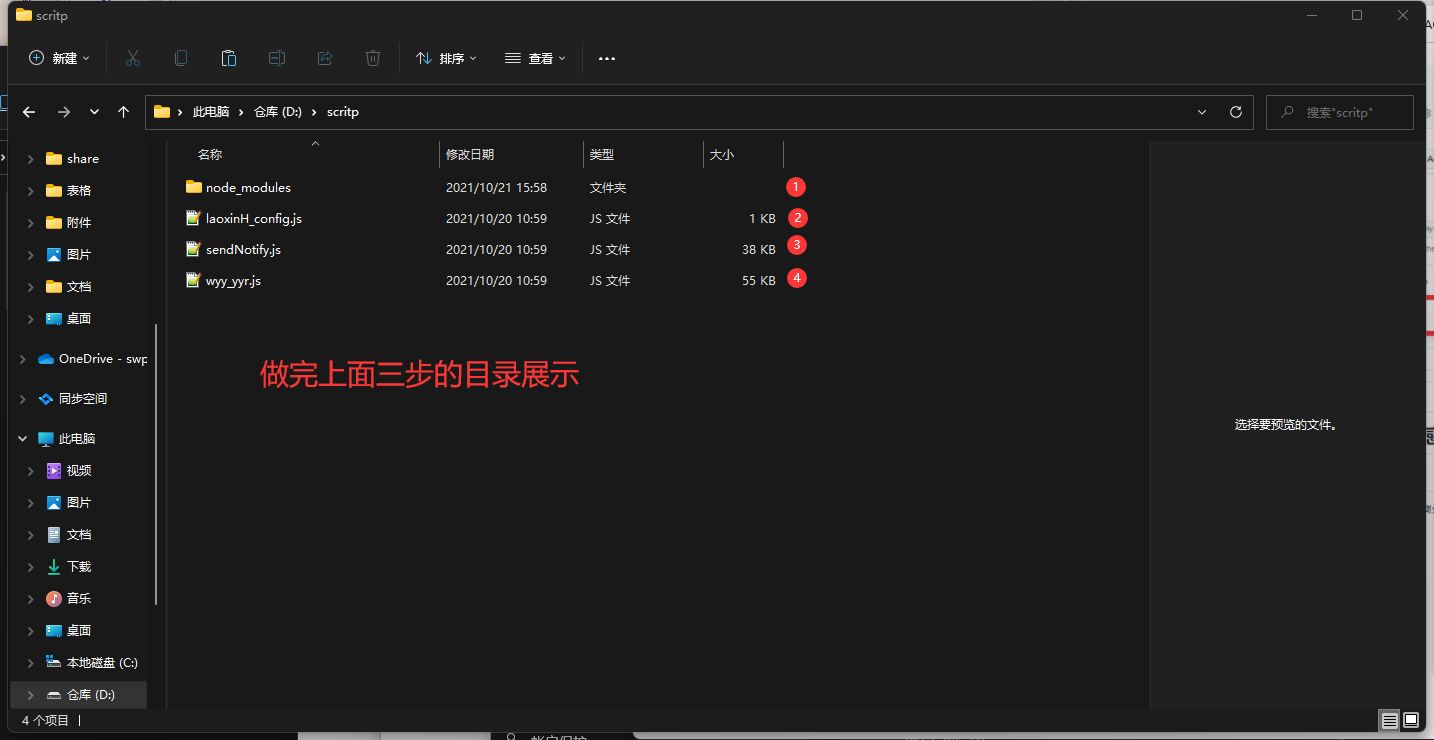 scritp
新建
排序
查看
此电脑
仓库 (D:)
scritp
搜索"scritp"
share
表格
附件
图片
文档
桌面
OneDrive - swp
同步空间
此电脑
视频
图片
文档
下载
音乐
桌面
本地磁盘 (C:)
仓库 (D:)
名称 修改日期 类型 大小
node_modules 2021/10/21 15:58 文件夹 1
laoxinH_config.js 2021/10/20 10:59 JS 文件 1 KB 2
sendNotify.js 2021/10/20 10:59 JS 文件 38 KB 3
wyy_yyr.js 2021/10/20 10:59 JS 文件 55 KB 4
做完上面三步的目录展示
选择要预览的文件。
4 个项目